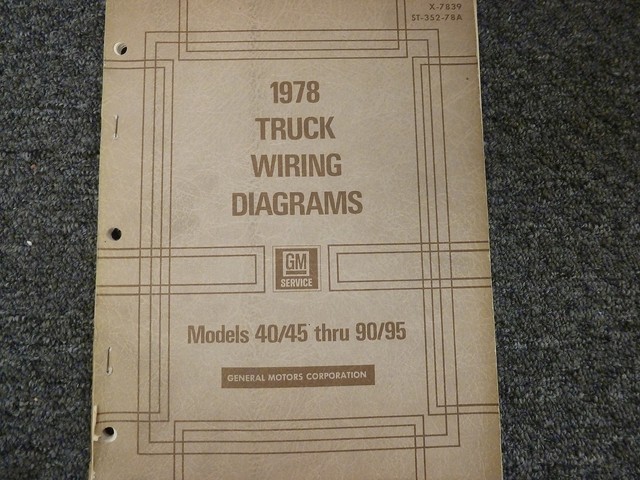 X-7839
ST-352-78A
1978
TRUCK
WIRING
DIAGRAMS
GM
SERVICE
Models 40/45 thru 90/95
GENERAL MOTORS CORPORATION